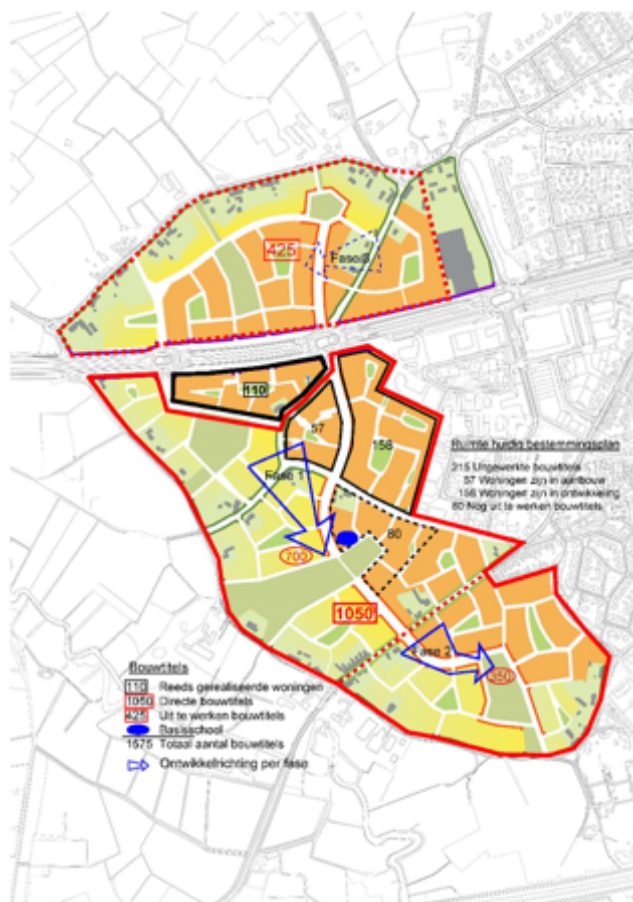 425
Fase 3
110
57
156
Ruimte huidig bestemmingsplan
215 Uitgewerkte bouwtitels
57 Woningen zijn in aanbouw
158 Woningen zijn in ontwikkeling
80 Nog uit te werken bouwtitels
Fase 1
80
700
1050
Fase 2
350
Bouwtitels
110 Reeds gerealiseerde woningen
1050 Directe bouwtitels
425 Uit te werken bouwtitels
Basisschool
1575 Totaal aantal bouwtitels
Ontwikkelrichting per fase